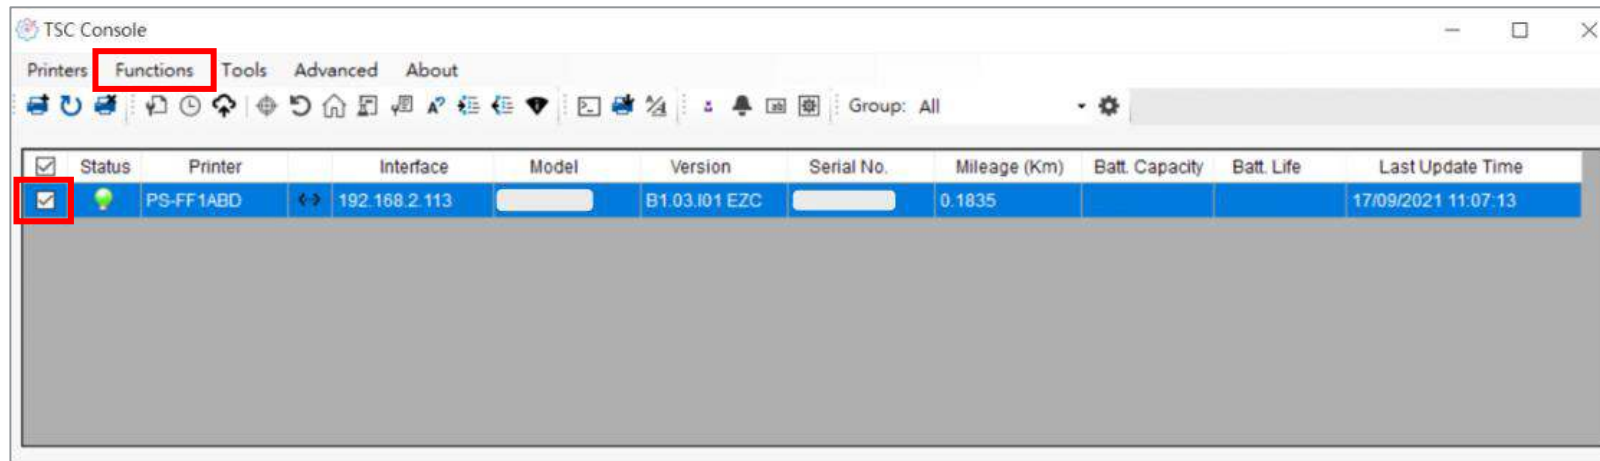 TSC Console
Printers Functions Tools Advanced About
Group: All
Status Printer Interface Model Version Serial No. Mileage (Km) Batt. Capacity Batt. Life Last Update Time
PS-FF1ABD 192.168.2.113 B1.03.I01 EZC 0.1835 17/09/2021 11:07:13